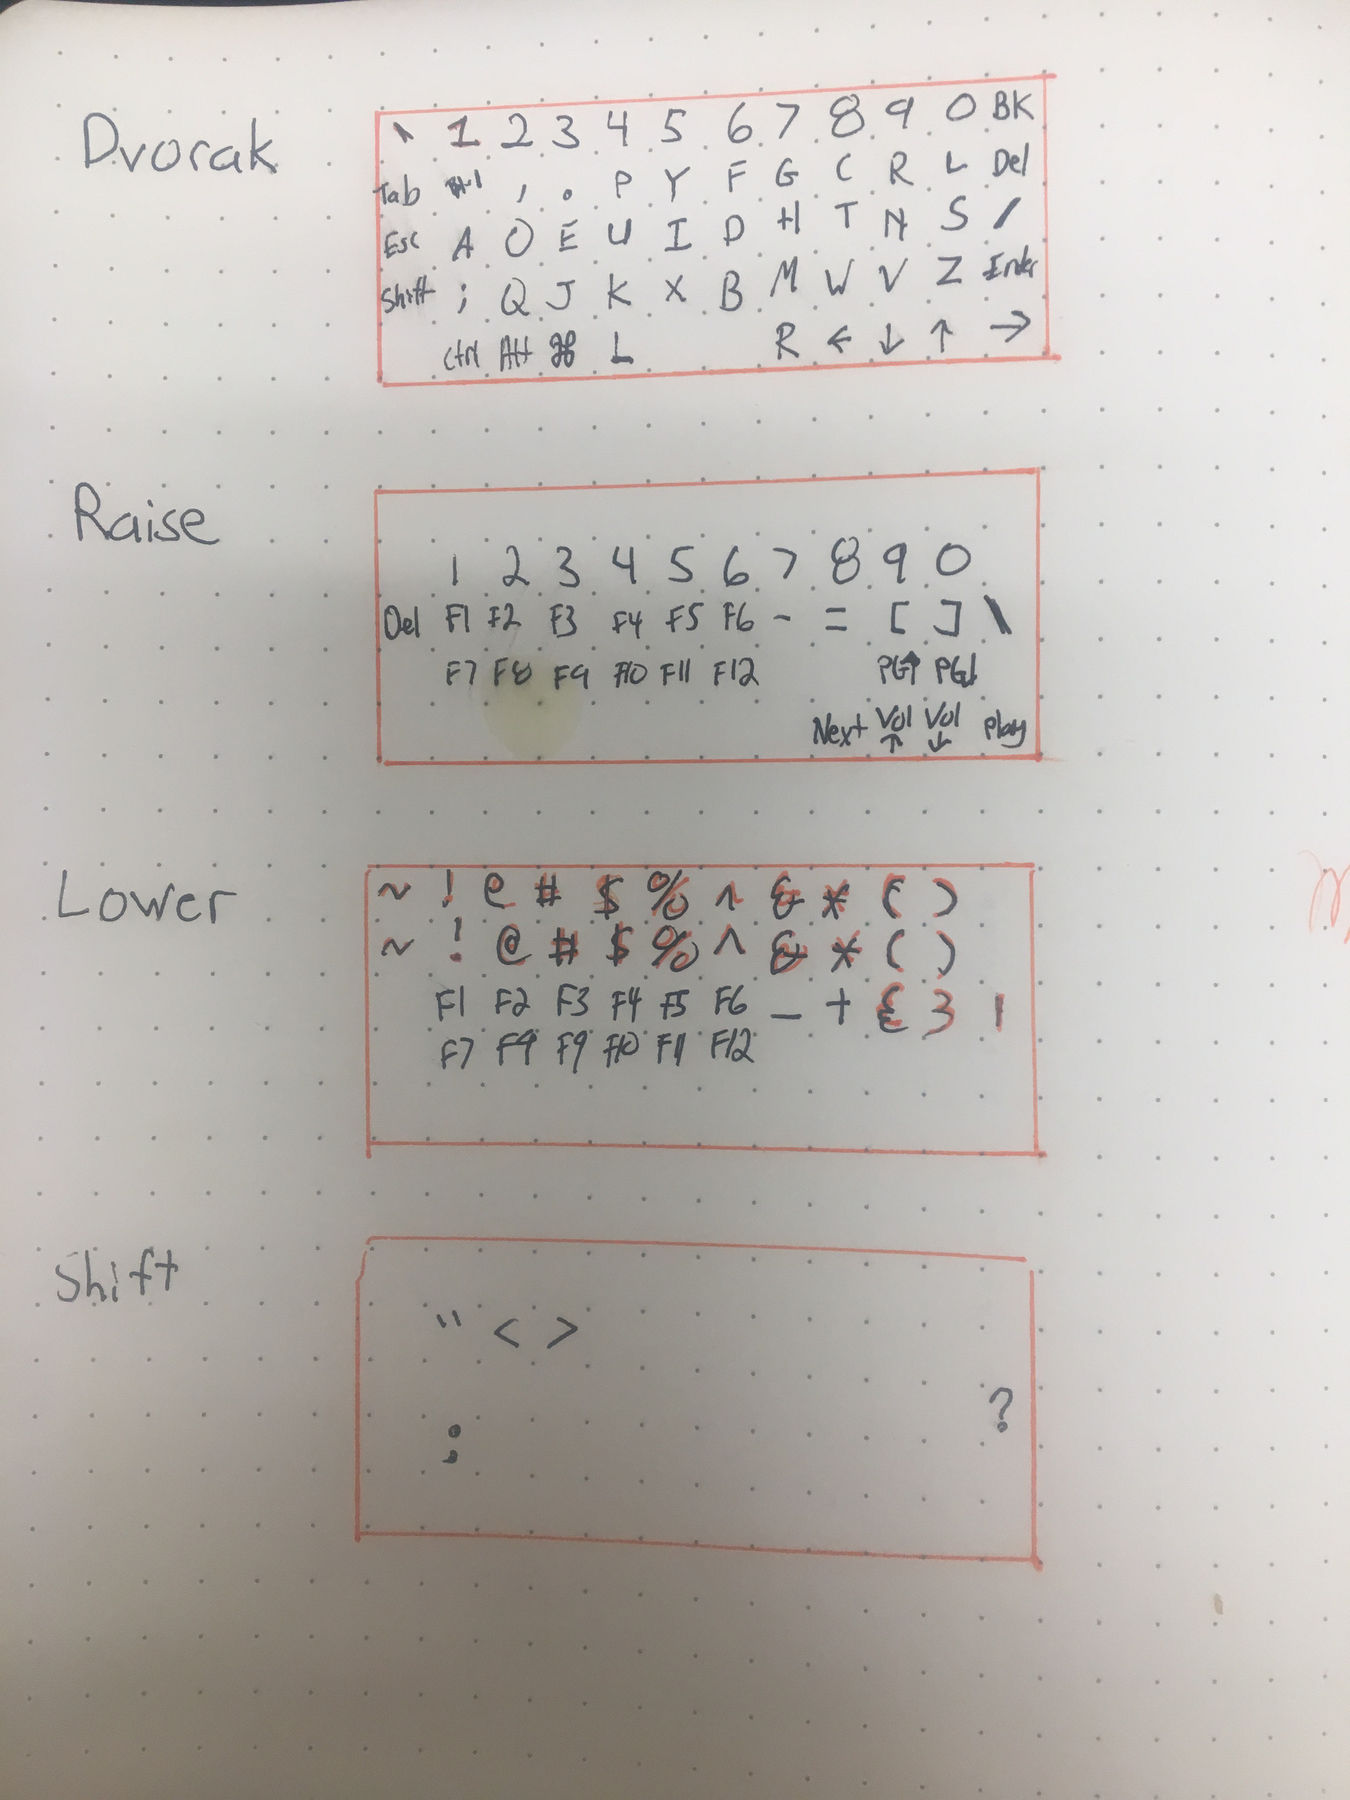 Dvorak
` 1 2 3 4 5 6 7 8 9 0 BK
Tab , . P Y F G C R L Del
Esc A O E U I D H T N S /
Shift ; Q J K X B M W V Z Enter
Ctrl Alt ⌘ L R ← ↓ ↑ →
Raise
1 2 3 4 5 6 7 8 9 0
Del F1 F2 F3 F4 F5 F6 - = [ ] \
F7 F8 F9 F10 F11 F12 PG↑ PG↓
Next Vol ↑ Vol ↓ Play
Lower
~ ! @ # $ % ^ & * ( )
~ ! @ # $ % ^ & * ( )
F1 F2 F3 F4 F5 F6 _ + { } |
F7 F9 F9 F10 F11 F12
Shift
" < >
?
;